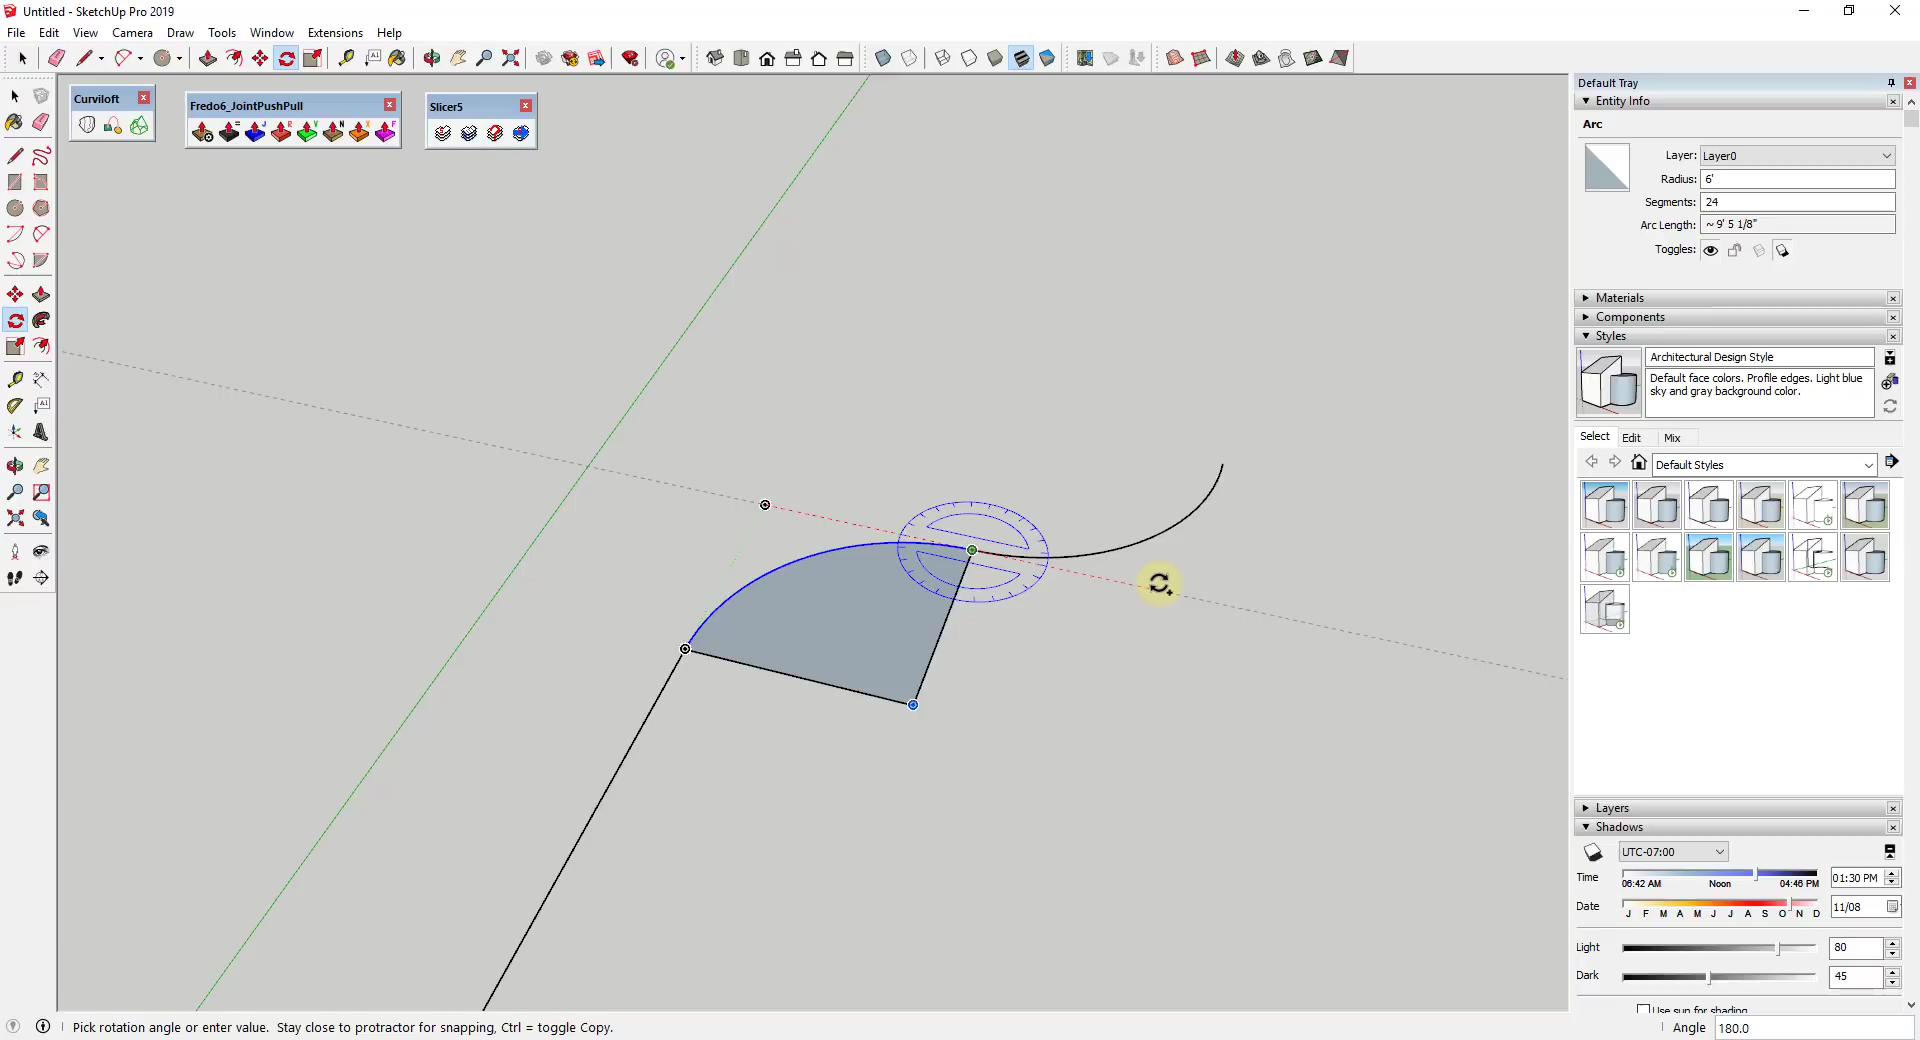 Untitled - SketchUp Pro 2019
File Edit View Camera Draw Tools Window Extensions Help
Curviloft
Fredo6_JointPushPull
Slicer5
Default Tray
Entity Info
Arc
Layer: Layer0
Radius: 6'
Segments: 24
Arc Length: ~ 9' 5 1/8"
Toggles:
Materials
Components
Styles
Architectural Design Style
Default face colors. Profile edges. Light blue
sky and gray background color.
Select Edit Mix
Default Styles
Layers
Shadows
UTC-07:00
Time 06:42 AM Noon 04:46 PM 01:30 PM
Date J F M A M J J A S O N D 11/08
Light 80
Dark 45
Use sun for shading
Pick rotation angle or enter value. Stay close to protractor for snapping, Ctrl = toggle Copy.
Angle 180.0